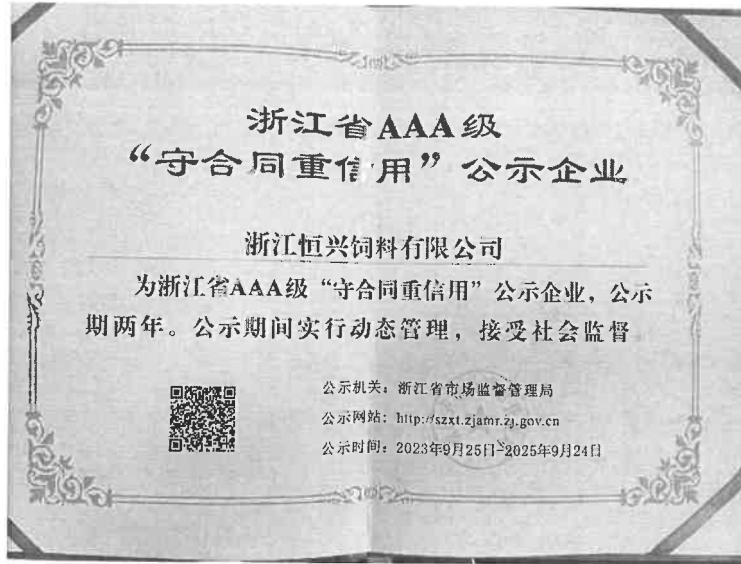 浙江省AAA级
“守合同重信用”公示企业
浙江恒兴饲料有限公司
为浙江省AAA级“守合同重信用”公示企业，公示
期两年。公示期间实行动态管理，接受社会监督
公示机关：浙江省市场监督管理局
公示网站：http://szxt.zjamr.zj.gov.cn
公示时间：2023年9月25日-2025年9月24日